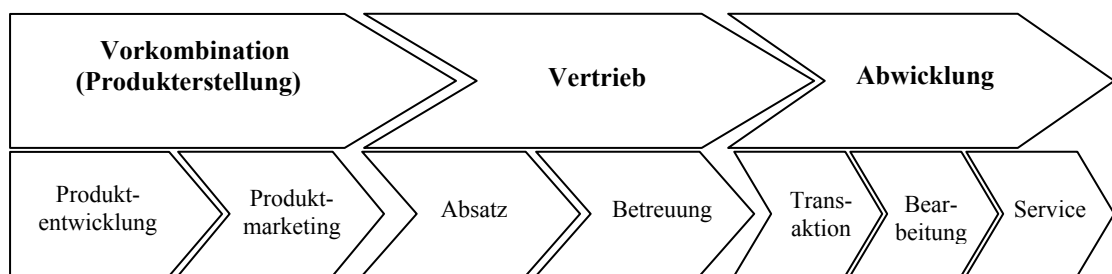 Vorkombination
(Produkterstellung)
Vertrieb
Abwicklung
Produkt-
entwicklung
Produkt-
marketing
Absatz
Betreuung
Trans-
aktion
Bear-
beitung
Service